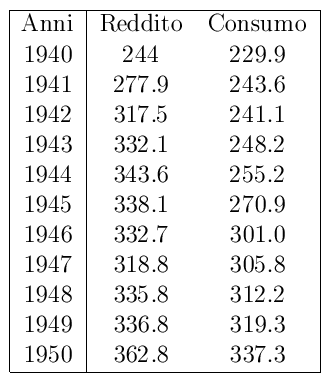 Anni Reddito Consumo
1940 244 229.9
1941 277.9 243.6
1942 317.5 241.1
1943 332.1 248.2
1944 343.6 255.2
1945 338.1 270.9
1946 332.7 301.0
1947 318.8 305.8
1948 335.8 312.2
1949 336.8 319.3
1950 362.8 337.3